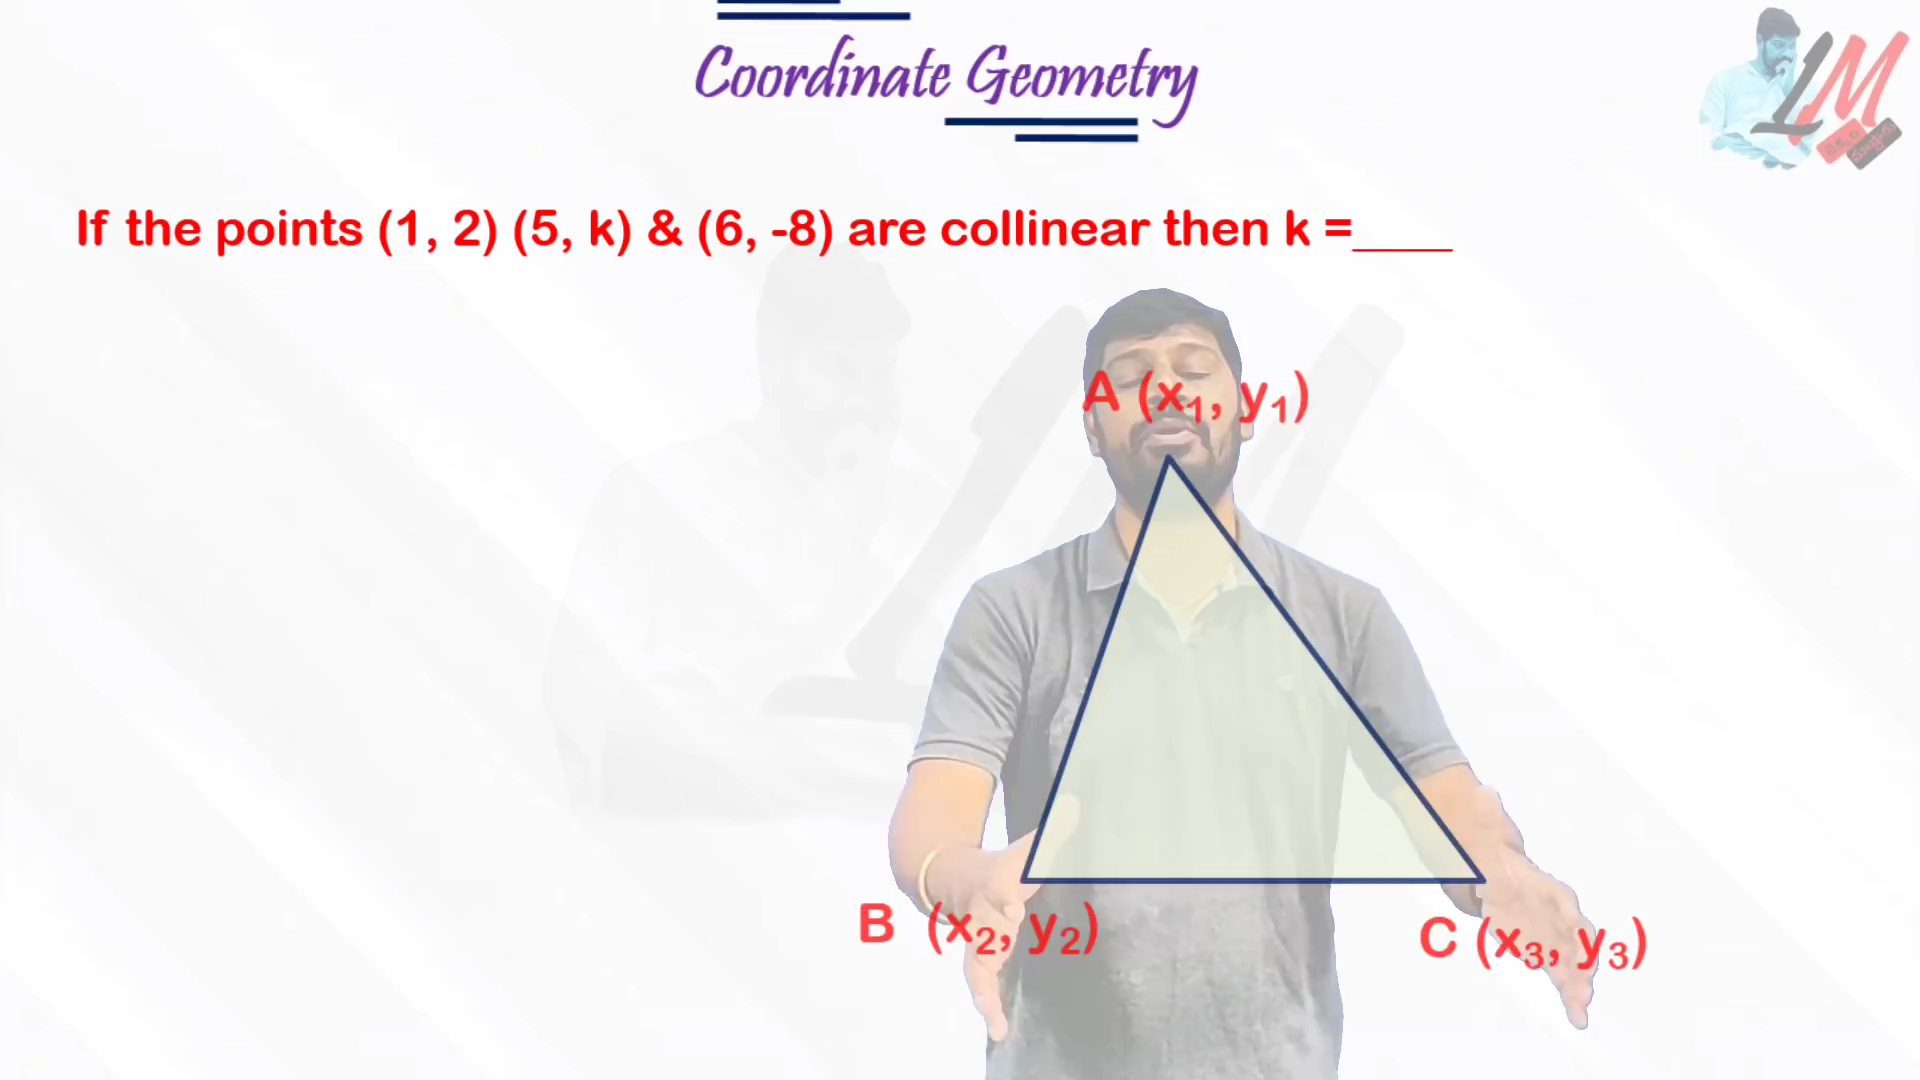 Coordinate Geometry
LM
If the points (1, 2) (5, k) & (6, -8) are collinear then k =____
A (x₁, y₁)
B (x₂, y₂)
C (x₃, y₃)